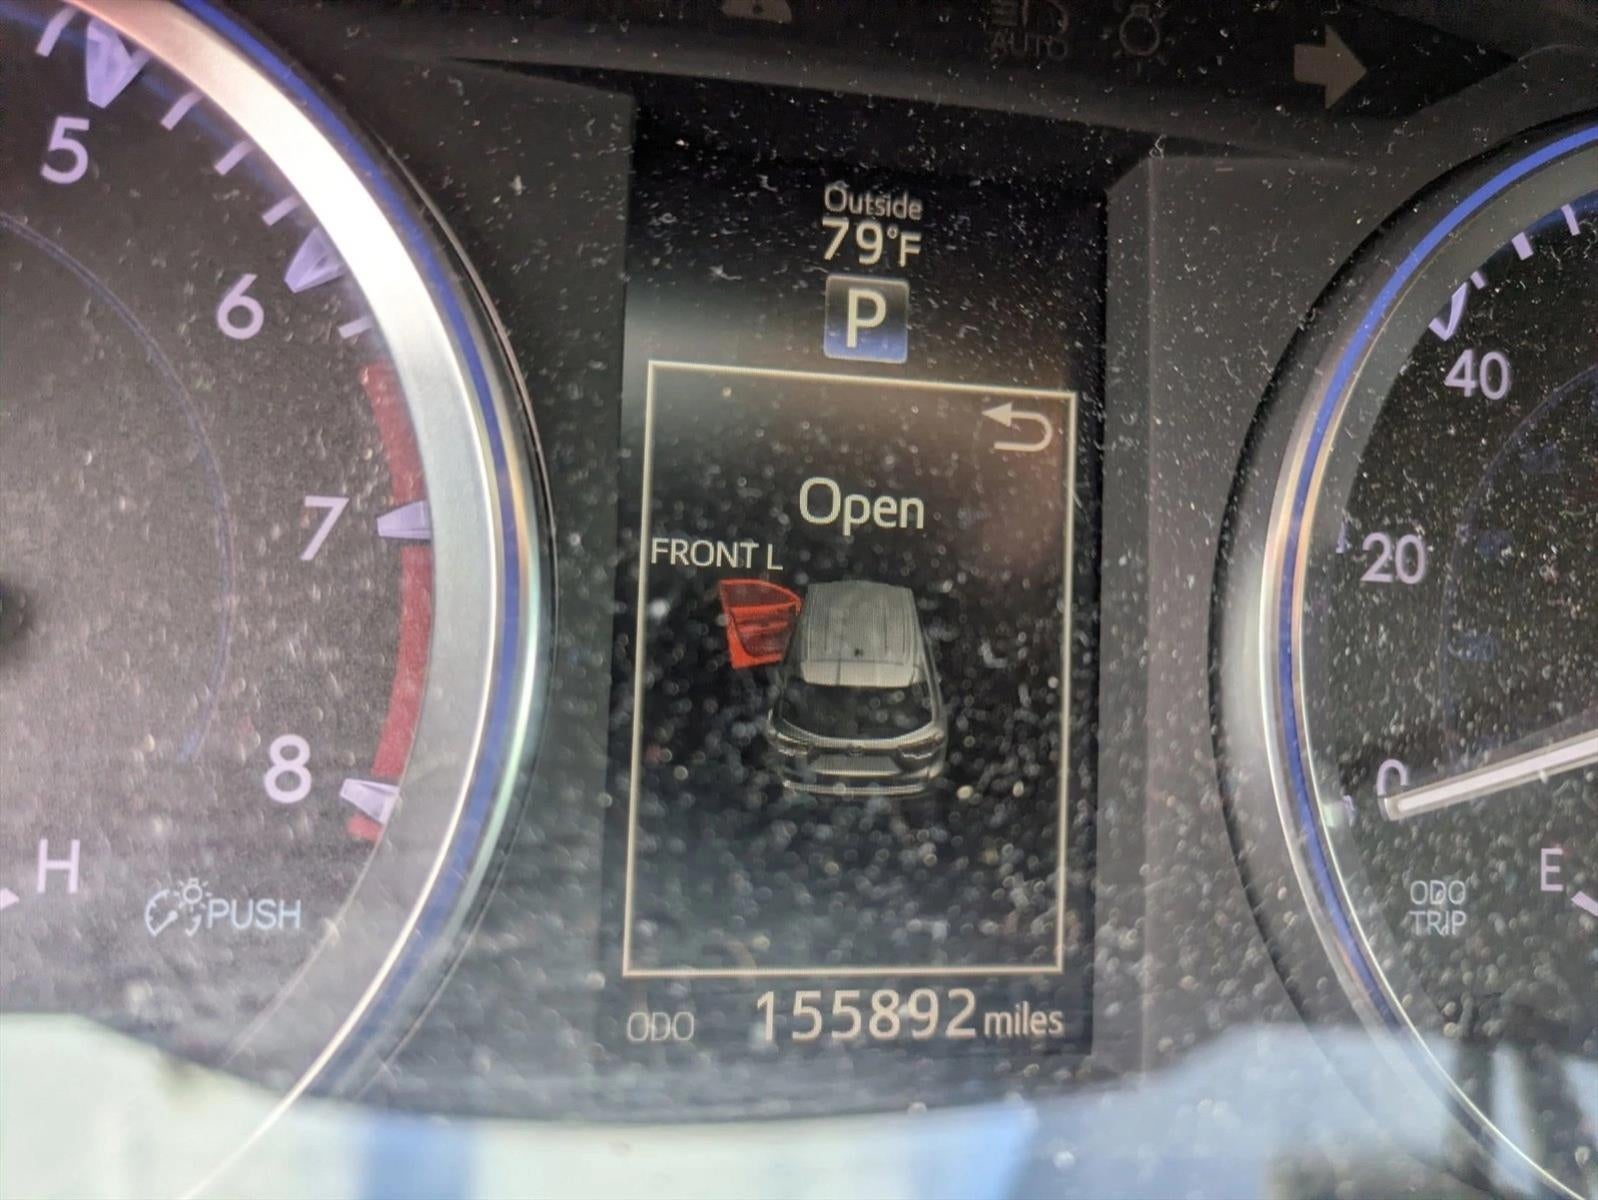 AUTO
5
6
7
8
H
PUSH
Outside
79°F
P
Open
FRONT L
ODO 155892 miles
40
20
0
E
ODO
TRIP